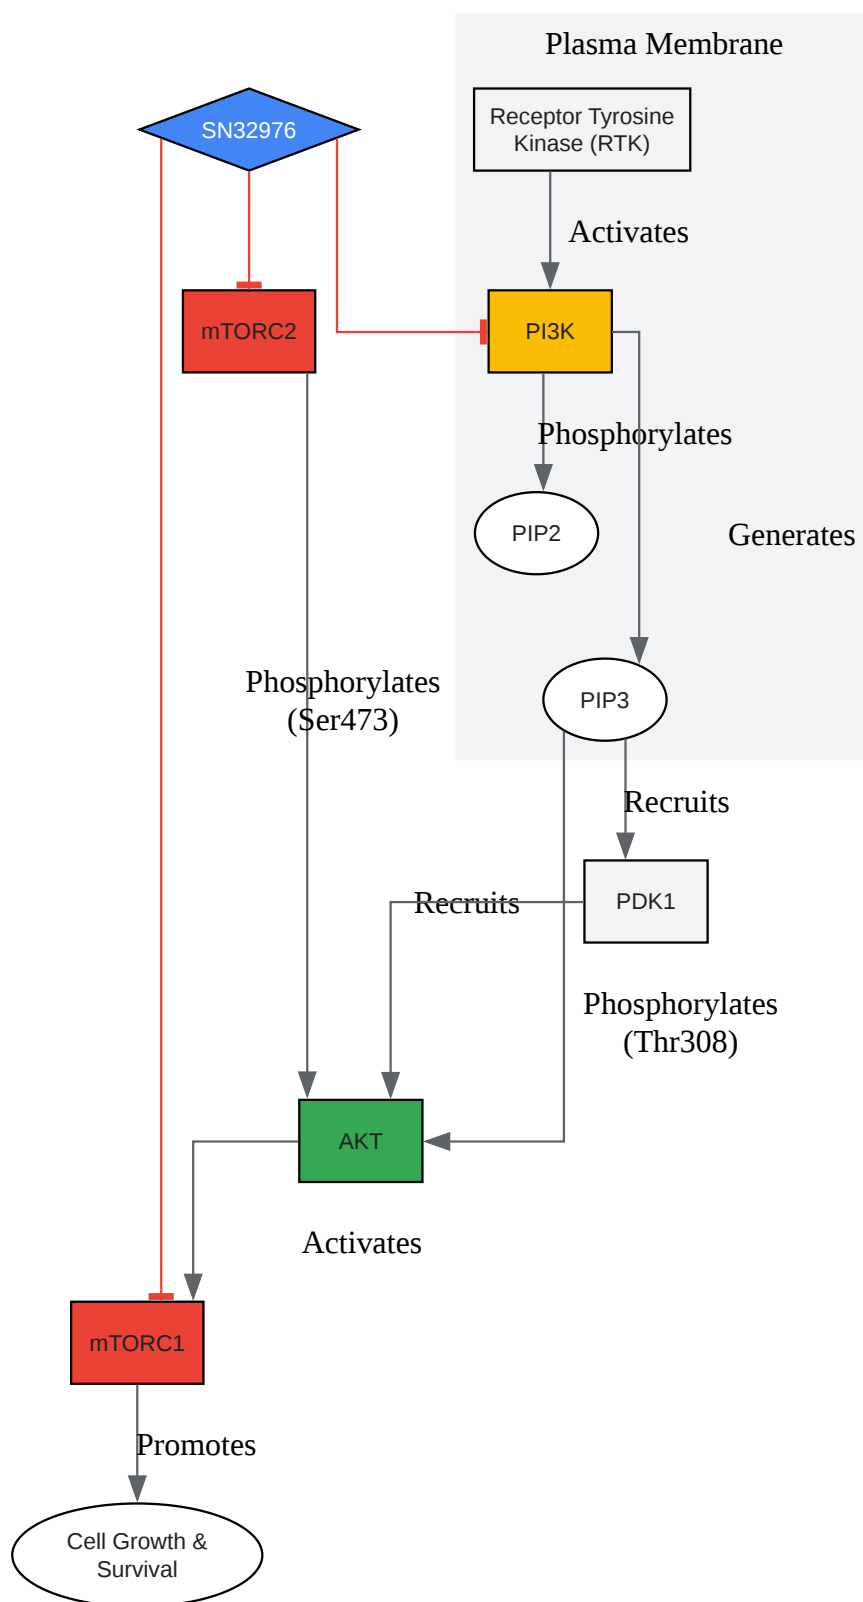 Plasma Membrane
SN32976
Receptor Tyrosine
Kinase (RTK)
Activates
mTORC2
PI3K
Phosphorylates
PIP2
Generates
Phosphorylates
(Ser473)
PIP3
Recruits
PDK1
Recruits
Phosphorylates
(Thr308)
AKT
Activates
mTORC1
Promotes
Cell Growth &
Survival